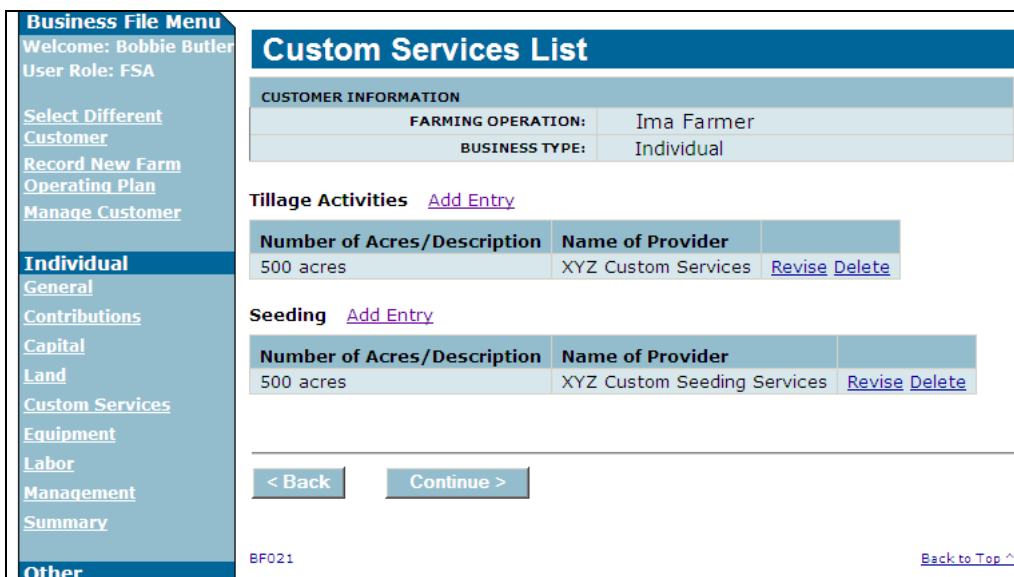 Business File Menu
Welcome: Bobbie Butler
User Role: FSA
Select Different
Customer
Record New Farm
Operating Plan
Manage Customer
Individual
General
Contributions
Capital
Land
Custom Services
Equipment
Labor
Management
Summary
Other
Custom Services List
CUSTOMER INFORMATION
FARMING OPERATION: Ima Farmer
BUSINESS TYPE: Individual
Tillage Activities Add Entry
Number of Acres/Description Name of Provider
500 acres XYZ Custom Services Revise Delete
Seeding Add Entry
Number of Acres/Description Name of Provider
500 acres XYZ Custom Seeding Services Revise Delete
< Back Continue >
BF021 Back to Top ^